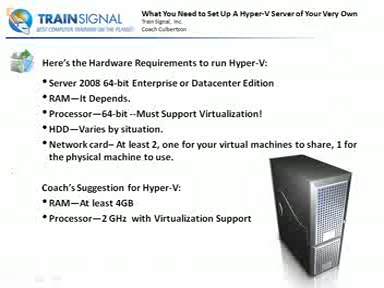 TRAINSIGNAL
BEST COMPUTER TRAINING ON THE PLANET!
What You Need to Set Up A Hyper-V Server of Your Very Own
Train Signal, Inc.
Coach Culbertson
Here's the Hardware Requirements to run Hyper-V:
• Server 2008 64-bit Enterprise or Datacenter Edition
• RAM—It Depends.
• Processor—64-bit --Must Support Virtualization!
• HDD—Varies by situation.
• Network card– At least 2, one for your virtual machines to share, 1 for
the physical machine to use.
Coach's Suggestion for Hyper-V:
• RAM—At least 4GB
• Processor—2 GHz with Virtualization Support